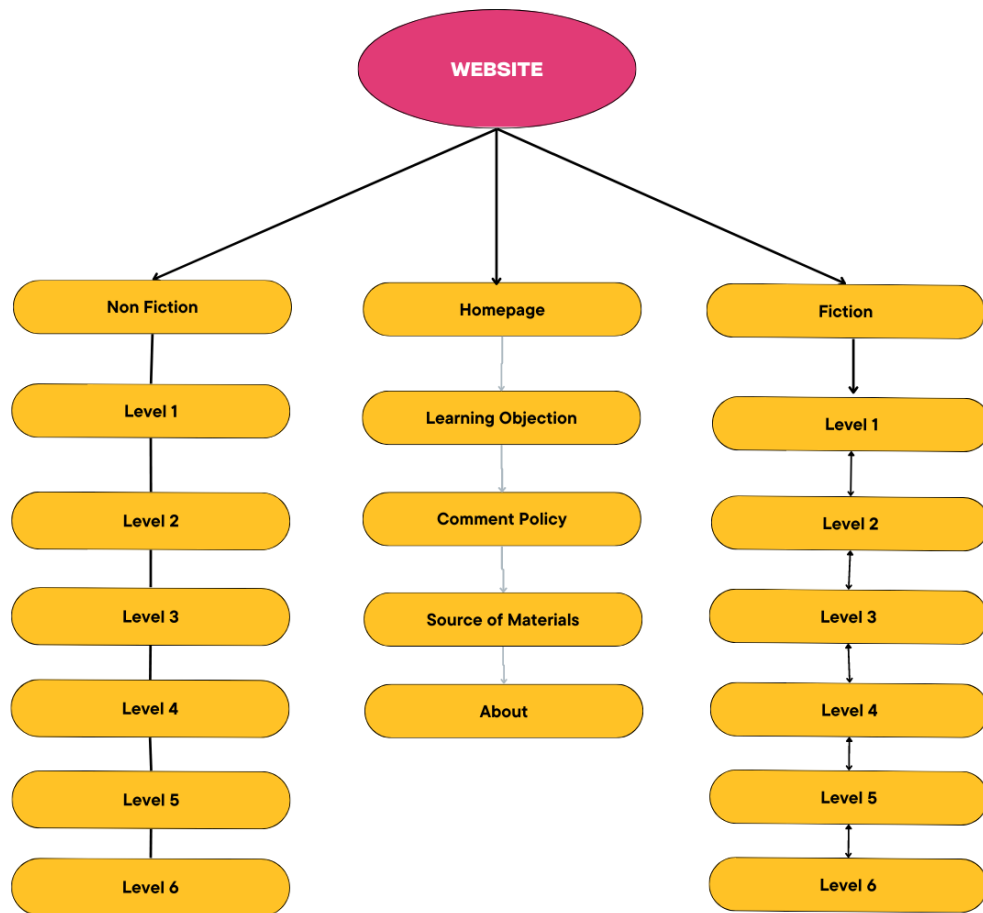 WEBSITE
Non Fiction
Level 1
Level 2
Level 3
Level 4
Level 5
Level 6
Homepage
Learning Objection
Comment Policy
Source of Materials
About
Fiction
Level 1
Level 2
Level 3
Level 4
Level 5
Level 6